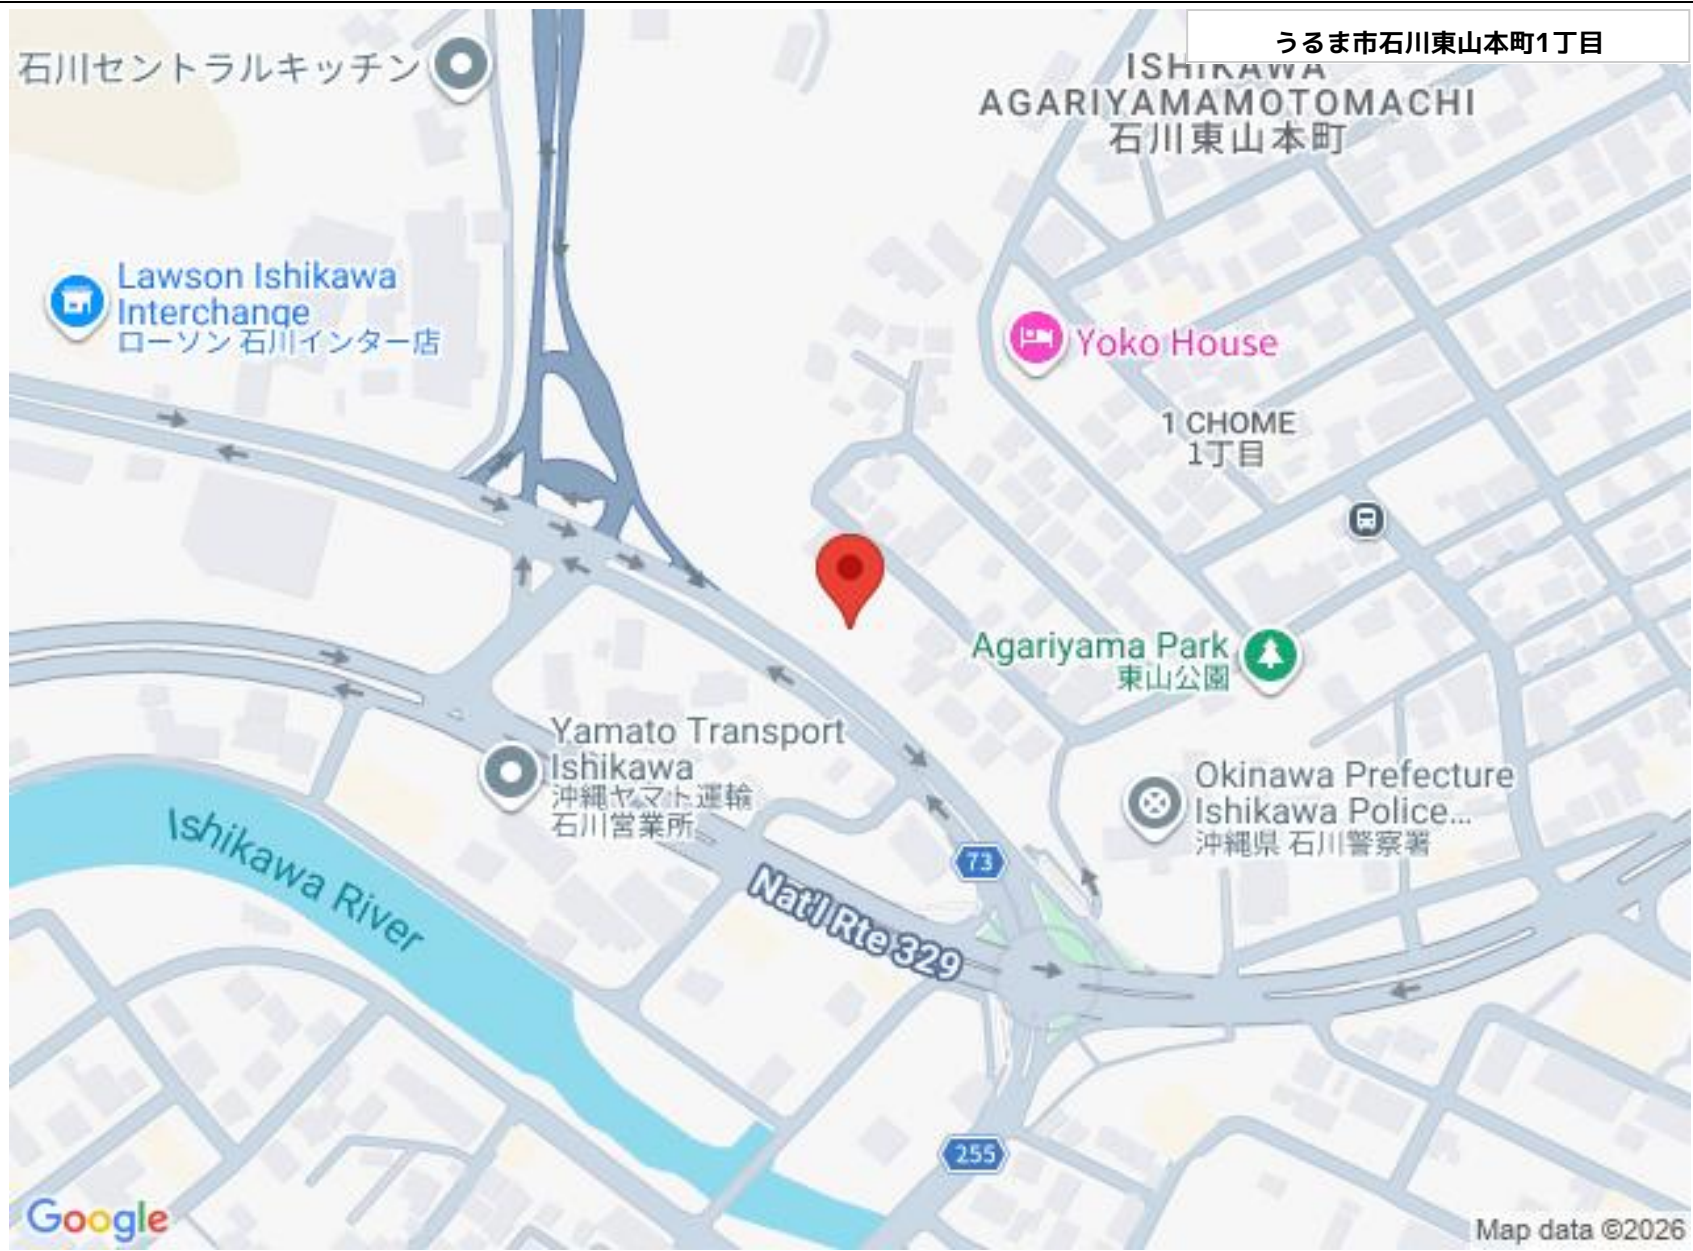 うるま市石川東山本町1丁目
石川セントラルキッチン
ISHIKAWA
AGARIYAMAMOTOMACHI
石川東山本町
Lawson Ishikawa
Interchange
ローソン 石川インター店
Yoko House
1 CHOME
1丁目
Agariyama Park
東山公園
Yamato Transport
Ishikawa
沖縄ヤマト運輸
石川営業所
Okinawa Prefecture
Ishikawa Police...
沖縄県 石川警察署
73
Ishikawa River
Nat'l Rte 329
255
Google
Map data ©2026